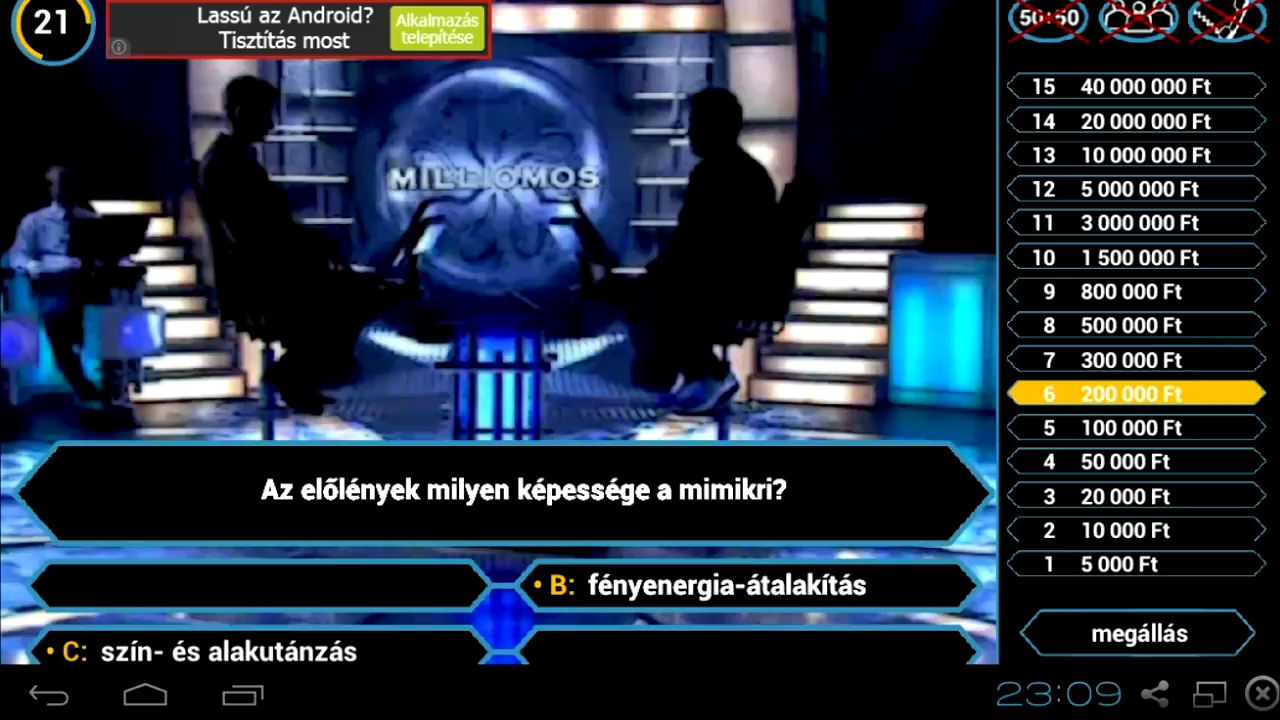 21
Lassú az Android?
Tisztítás most
Alkalmazás
telepítése
50:50
MILLIOMOS
15 40 000 000 Ft
14 20 000 000 Ft
13 10 000 000 Ft
12 5 000 000 Ft
11 3 000 000 Ft
10 1 500 000 Ft
9 800 000 Ft
8 500 000 Ft
7 300 000 Ft
6 200 000 Ft
5 100 000 Ft
4 50 000 Ft
3 20 000 Ft
2 10 000 Ft
1 5 000 Ft
Az előlények milyen képessége a mimikri?
• B: fényenergia-átalakítás
• C: szín- és alakutánzás
megállás
23:09